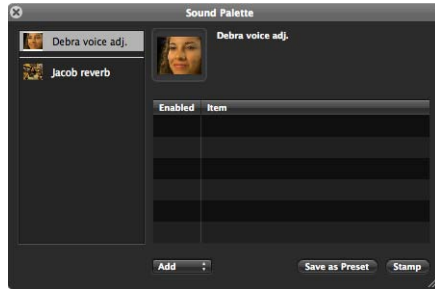 Sound Palette
Debra voice adj.
Jacob reverb
Debra voice adj.
Enabled Item
Add
Save as Preset
Stamp